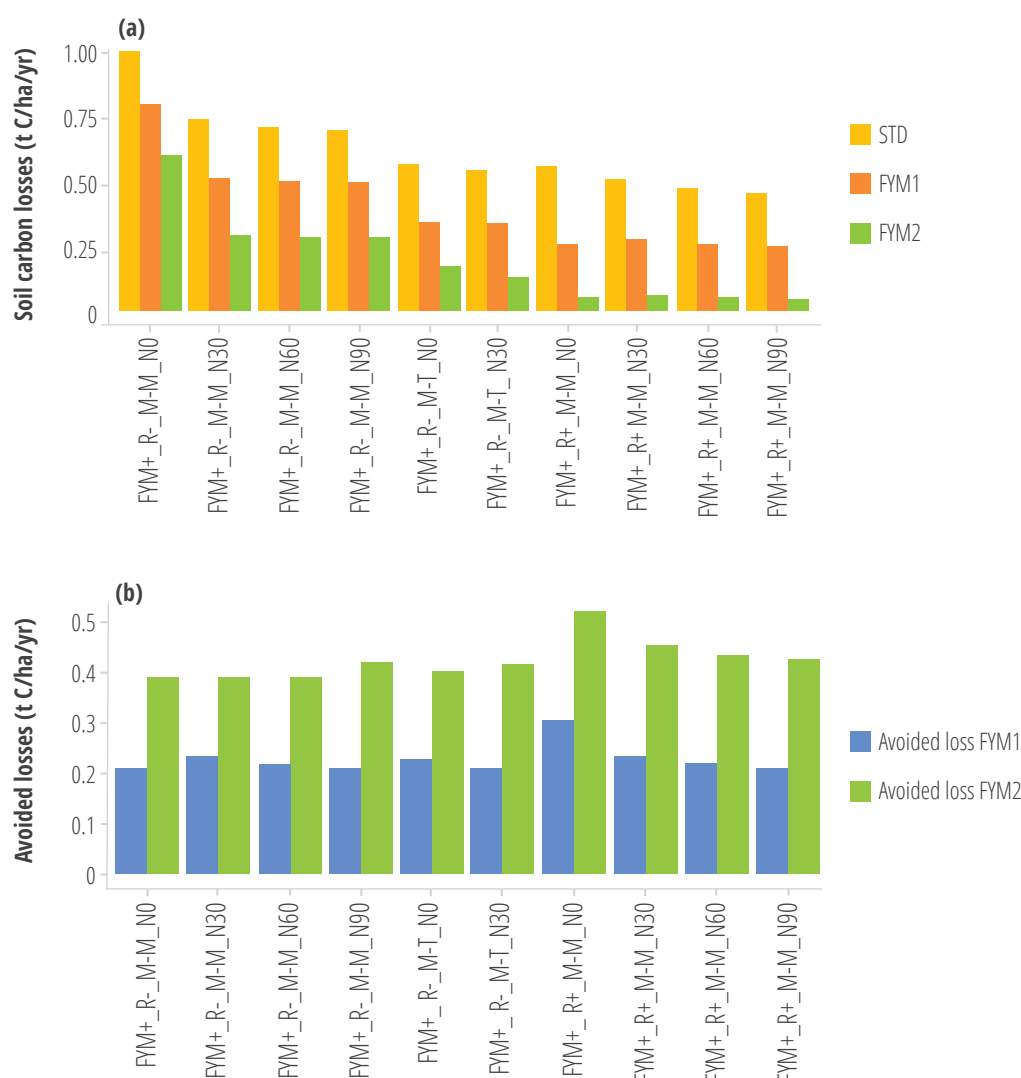 (a)
Soil carbon losses (t C/ha/yr)
1.00
0.75
0.50
0.25
0
STD
FYM1
FYM2
FYM+_R-_M-M_N0
FYM+_R-_M-M_N30
FYM+_R-_M-M_N60
FYM+_R-_M-M_N90
FYM+_R-_M-T_N0
FYM+_R-_M-T_N30
FYM+_R+_M-M_N0
FYM+_R+ M-M_N30
FYM+_R+_M-M_N60
FYM+_R+_M-M_N90
(b)
Avoided losses (t C/ha/yr)
0.5
0.4
0.3
0.2
0.1
0
Avoided loss FYM1
Avoided loss FYM2
FYM+_R-_M-M_N0
FYM+_R-_M-M_N30
FYM+_R-_M-M_N60
FYM+_R-_M-M_N90
FYM+_R-_M-T_N0
FYM+_R-_M-T_N30
FYM+_R+_M-M_N0
FYM+_R+_M-M_N30
FYM+_R+_M-M_N60
FYM+_R+_M-M_N90